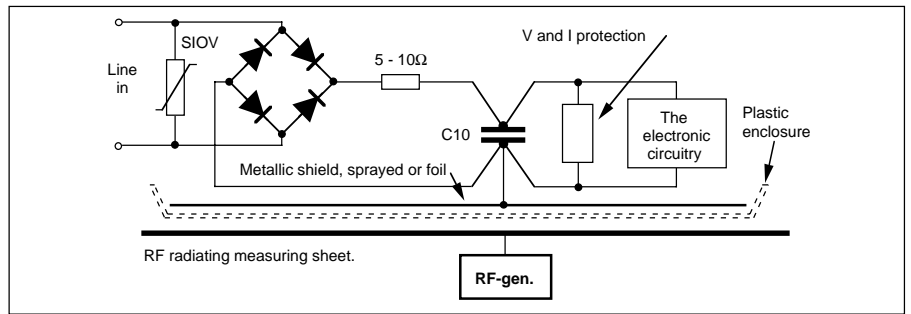 SIOV
Line
in
5 - 10Ω
V and I protection
C10
The
electronic
circuitry
Plastic
enclosure
Metallic shield, sprayed or foil
RF radiating measuring sheet.
RF-gen.